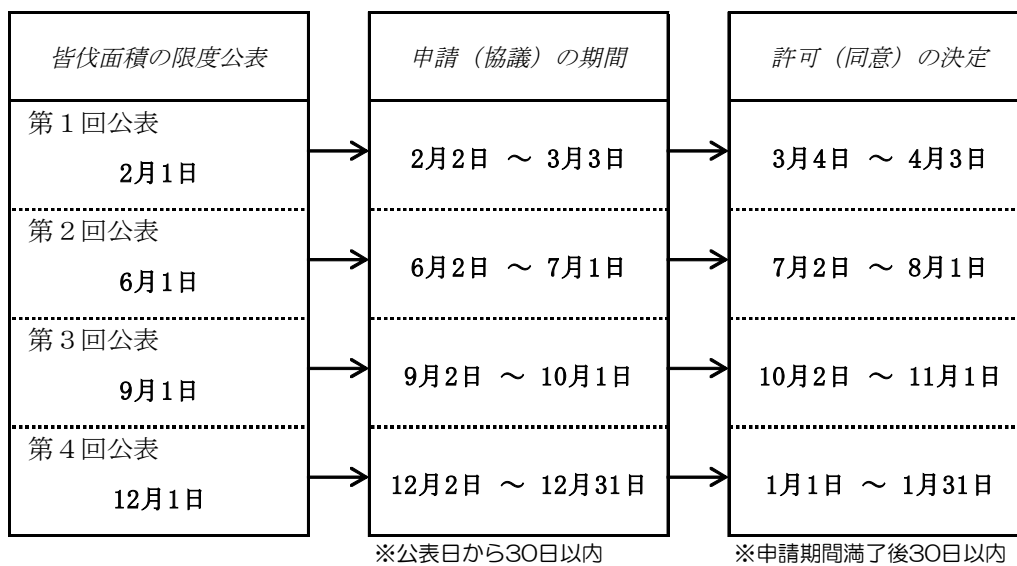 皆伐面積の限度公表
申請（協議）の期間
許可（同意）の決定
第１回公表
2月1日
2月2日 ～ 3月3日
3月4日 ～ 4月3日
第２回公表
6月1日
6月2日 ～ 7月1日
7月2日 ～ 8月1日
第３回公表
9月1日
9月2日 ～ 10月1日
10月2日 ～ 11月1日
第４回公表
12月1日
12月2日 ～ 12月31日
1月1日 ～ 1月31日
※公表日から30日以内
※申請期間満了後30日以内